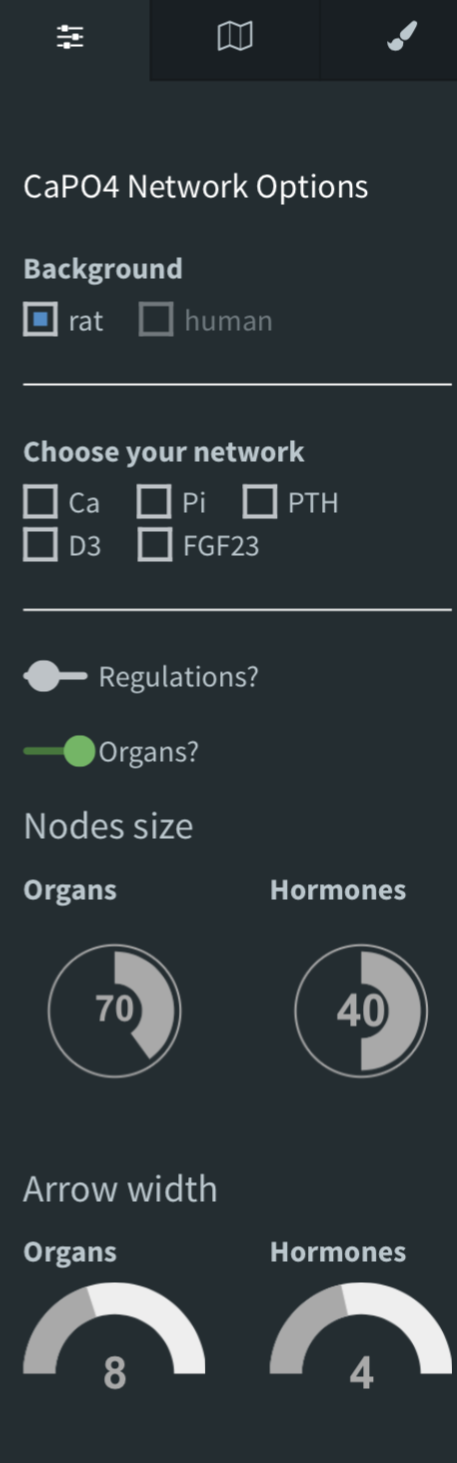 CaPO4 Network Options
Background
rat human
Choose your network
Ca Pi PTH
D3 FGF23
Regulations?
Organs?
Nodes size
Organs Hormones
70 40
Arrow width
Organs Hormones
8 4